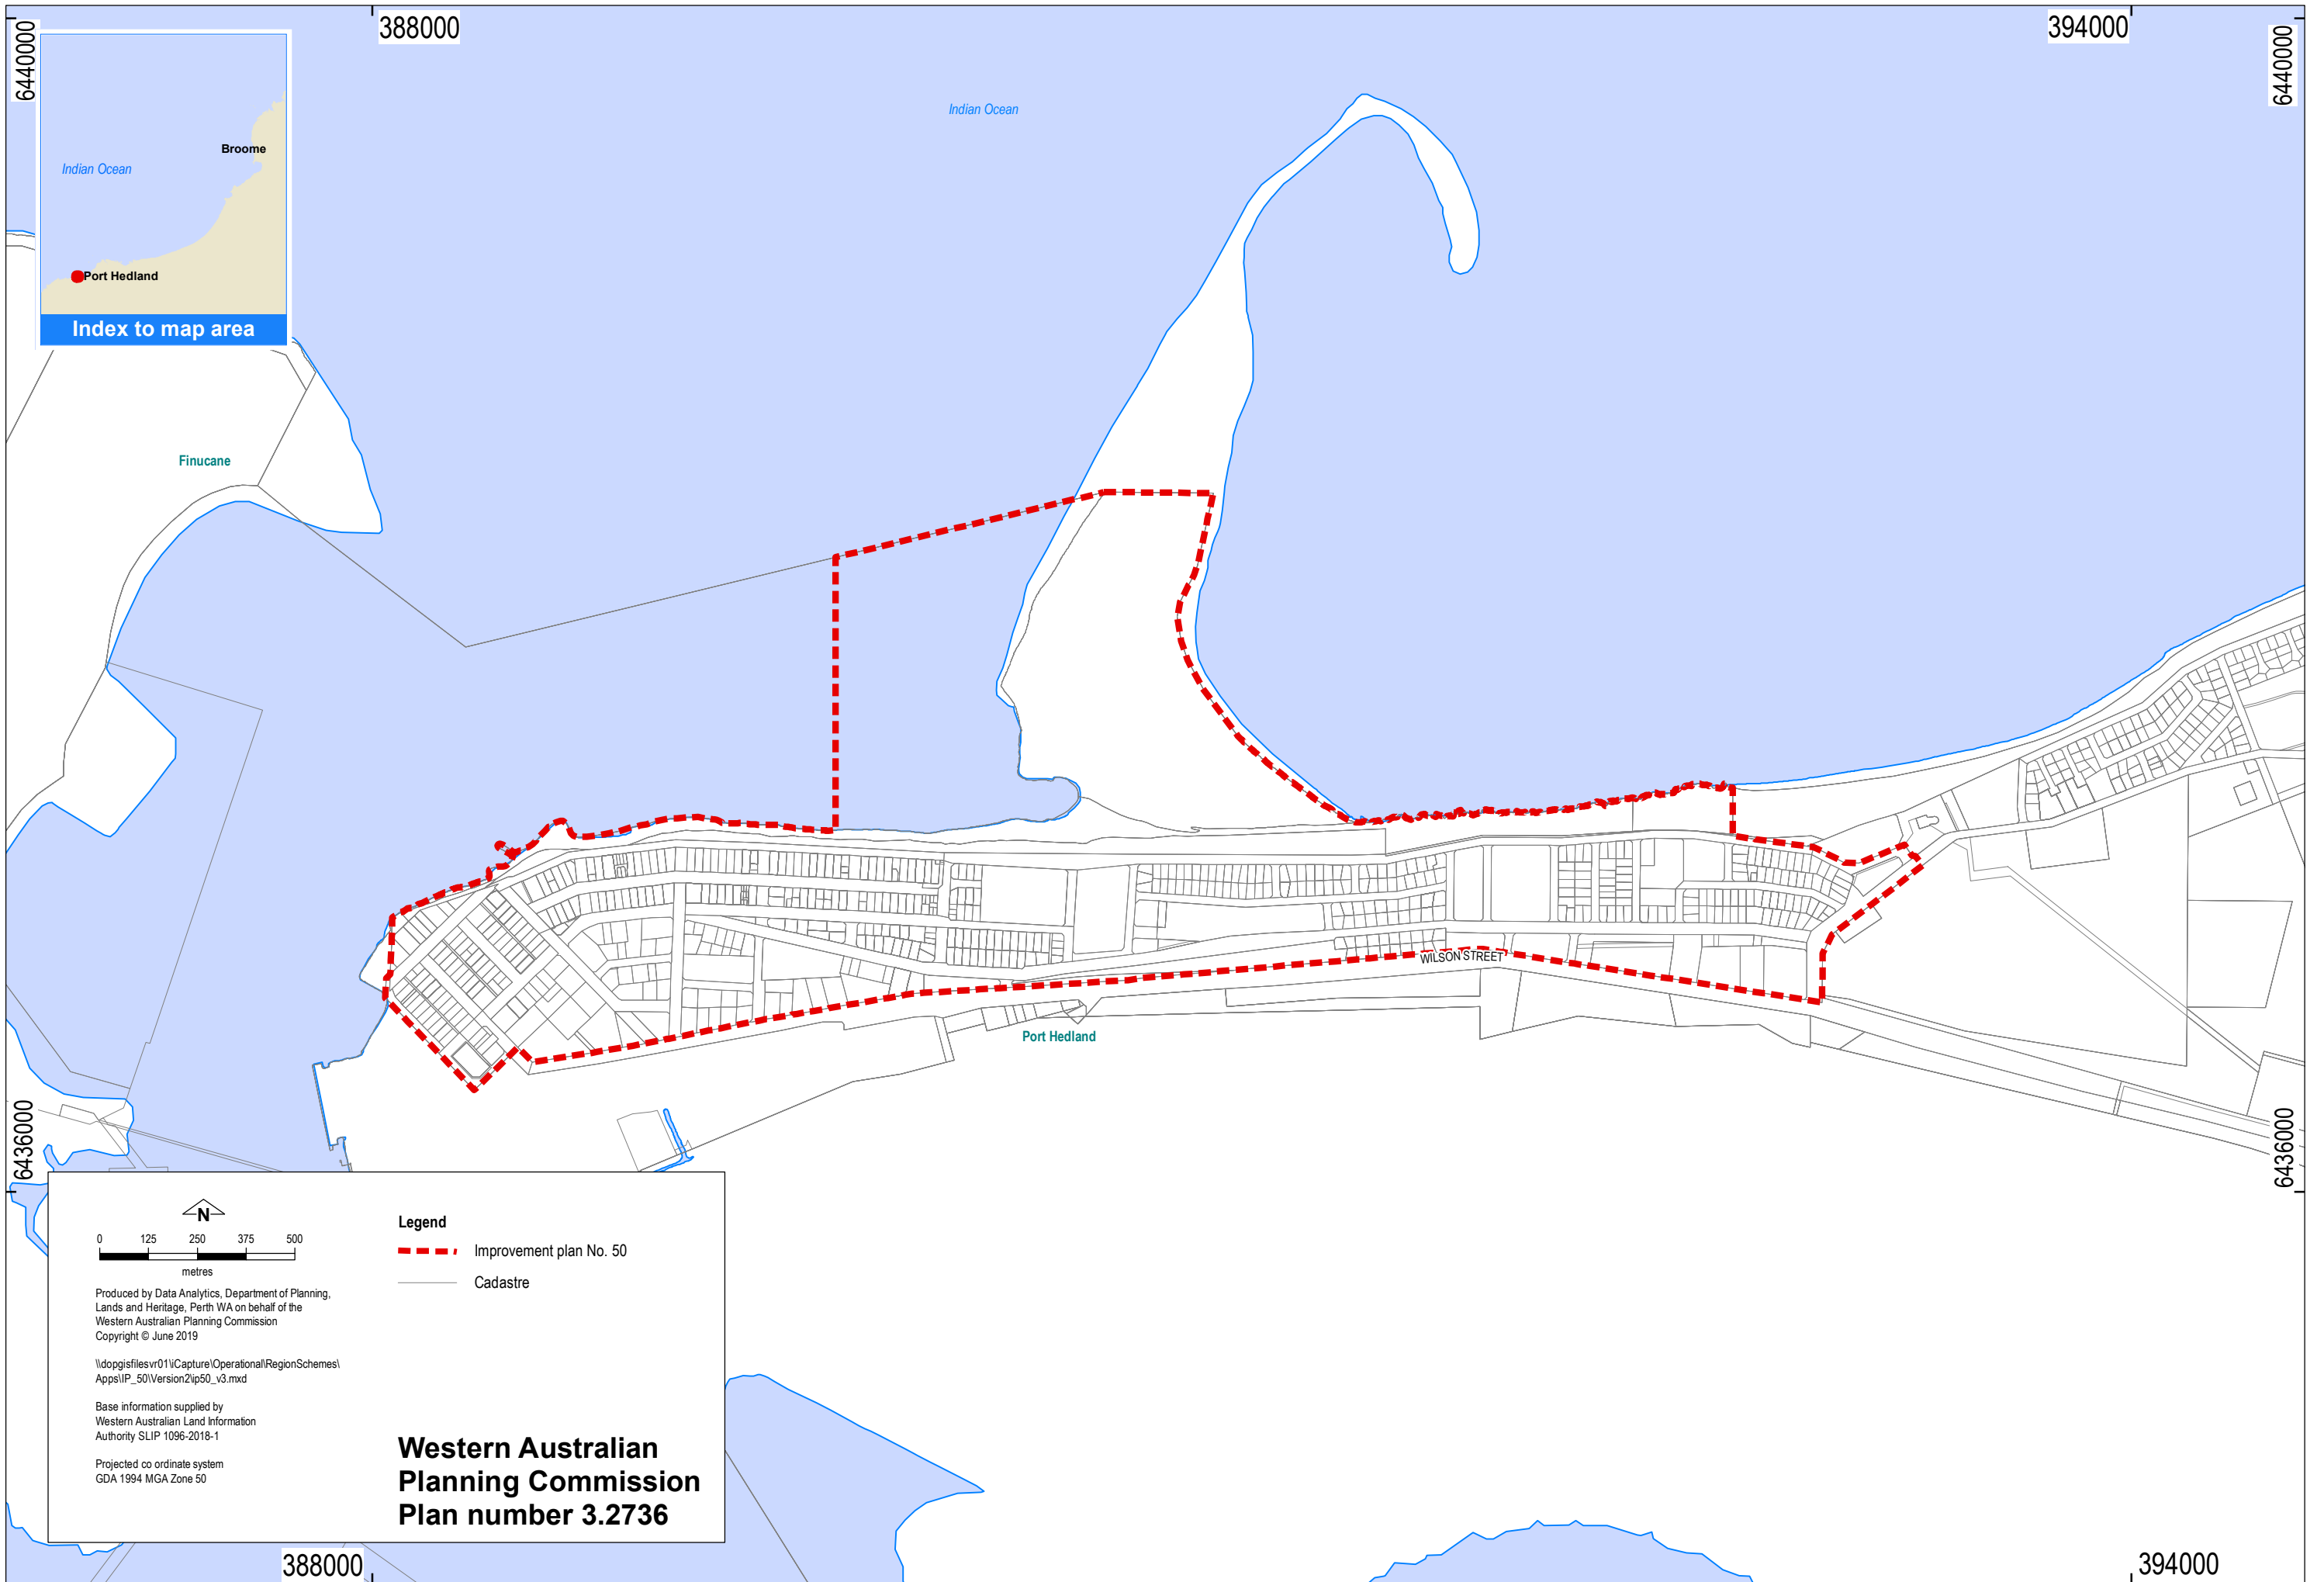 388000
394000
6440000
6440000
Indian Ocean
Broome
Indian Ocean
Port Hedland
Index to map area
Finucane
WILSON STREET
Port Hedland
6436000
6436000
N
0 125 250 375 500
metres
Produced by Data Analytics, Department of Planning,
Lands and Heritage, Perth WA on behalf of the
Western Australian Planning Commission
Copyright © June 2019
\\dopgisfilesvr01\iCapture\Operational\RegionSchemes\
Apps\IP_50\Version2\ip50_v3.mxd
Base information supplied by
Western Australian Land Information
Authority SLIP 1096-2018-1
Projected co ordinate system
GDA 1994 MGA Zone 50
Legend
Improvement plan No. 50
Cadastre
Western Australian
Planning Commission
Plan number 3.2736
388000
394000